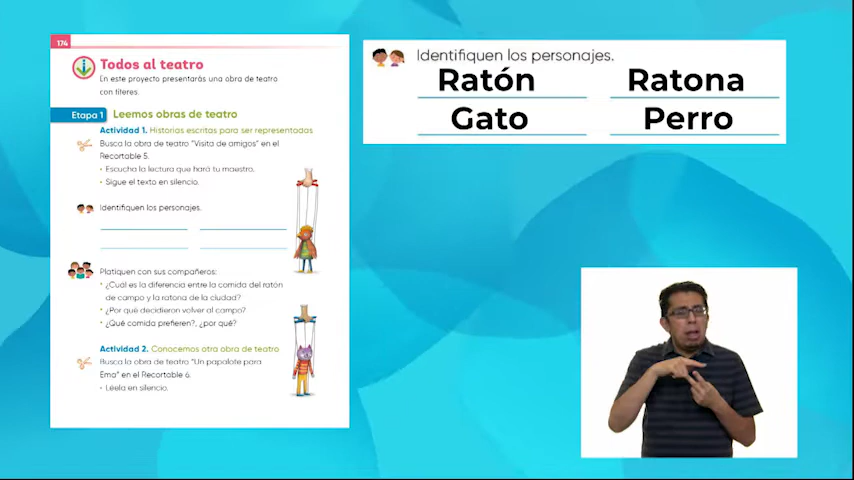 174
Todos al teatro
En este proyecto presentarás una obra de teatro
con títeres.
Etapa 1 Leemos obras de teatro
Actividad 1. Historias escritas para ser representadas
Busca la obra de teatro "Visita de amigos" en el
Recortable 5.
• Escucha la lectura que hará tu maestro.
• Sigue el texto en silencio.
Identifiquen los personajes.
Platiquen con sus compañeros:
• ¿Cuál es la diferencia entre la comida del ratón
de campo y la ratona de la ciudad?
• ¿Por qué decidieron volver al campo?
• ¿Qué comida prefieren?, ¿por qué?
Actividad 2. Conocemos otra obra de teatro
Busca la obra de teatro "Un papalote para
Ema" en el Recortable 6.
• Léela en silencio.
Identifiquen los personajes.
Ratón Ratona
Gato Perro